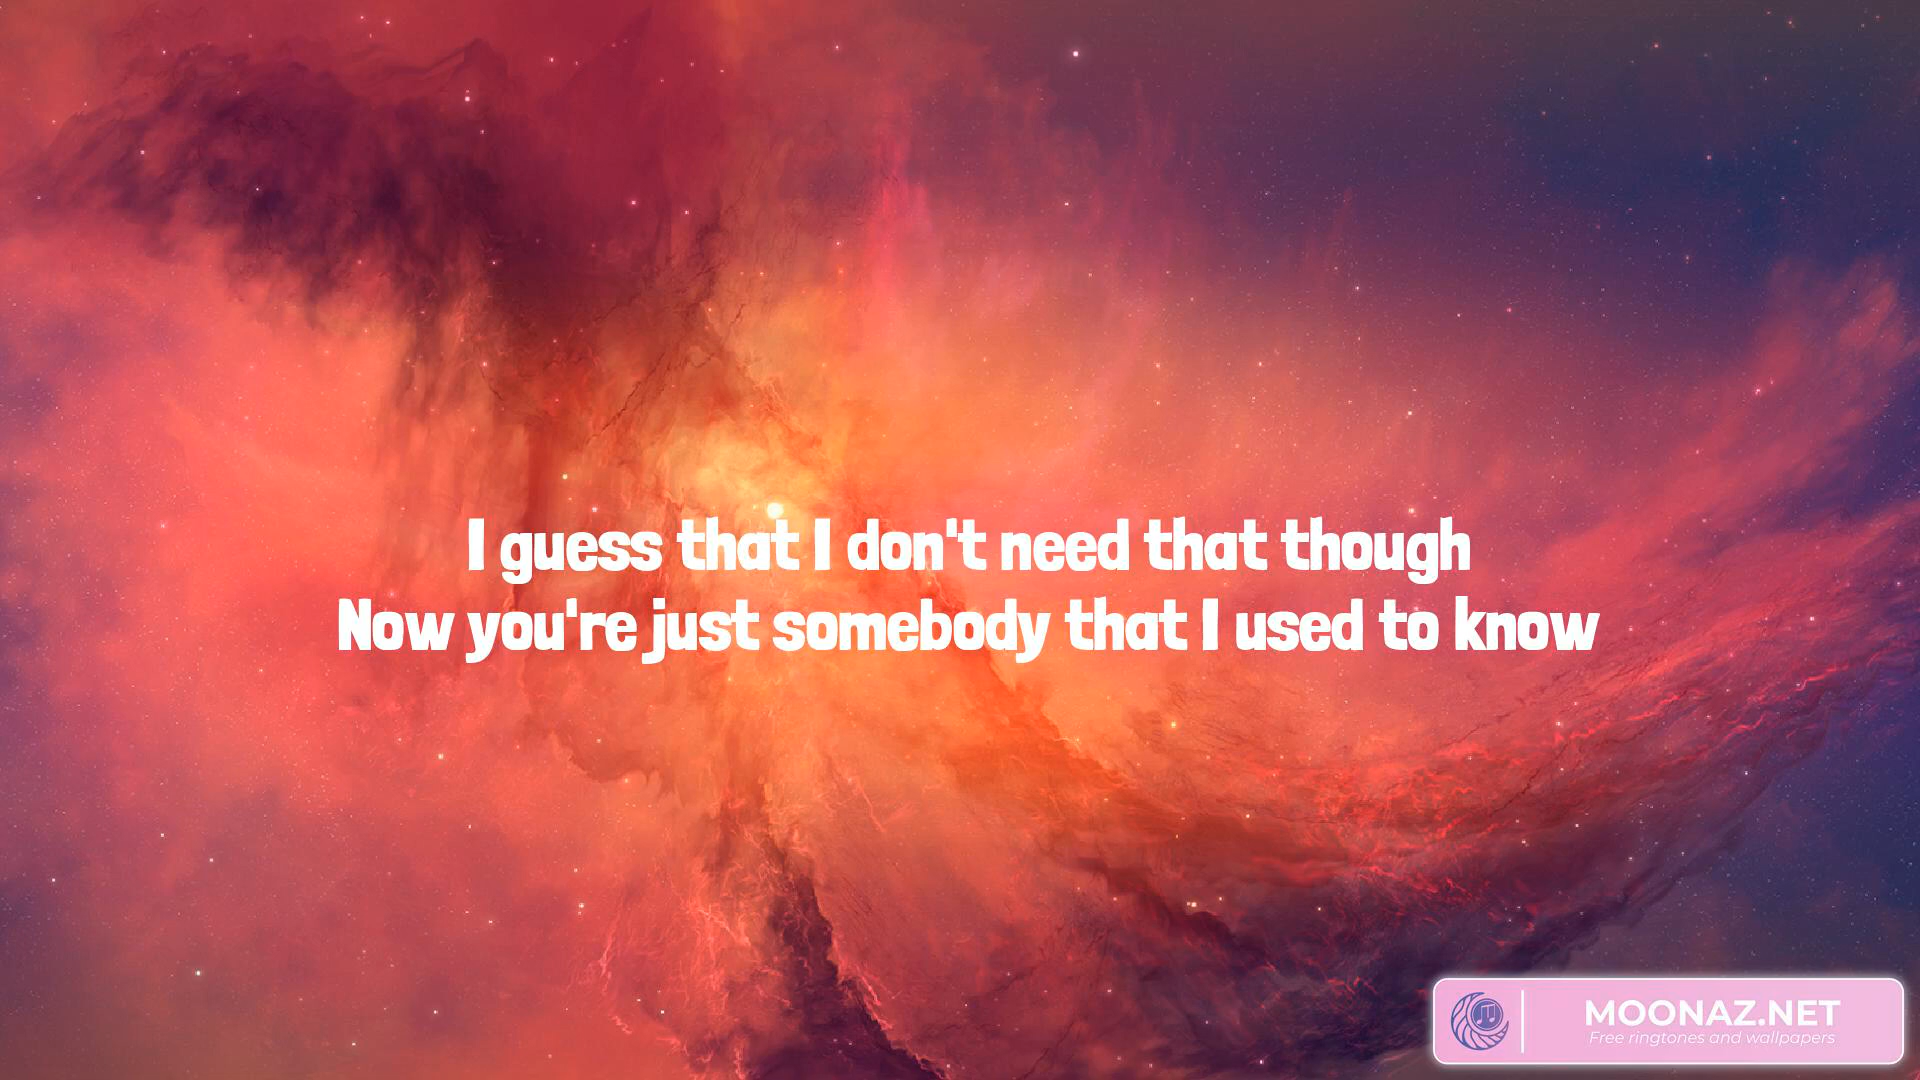 I guess that I don't need that though
Now you're just somebody that I used to know
MOONAZ.NET
Free ringtones and wallpapers